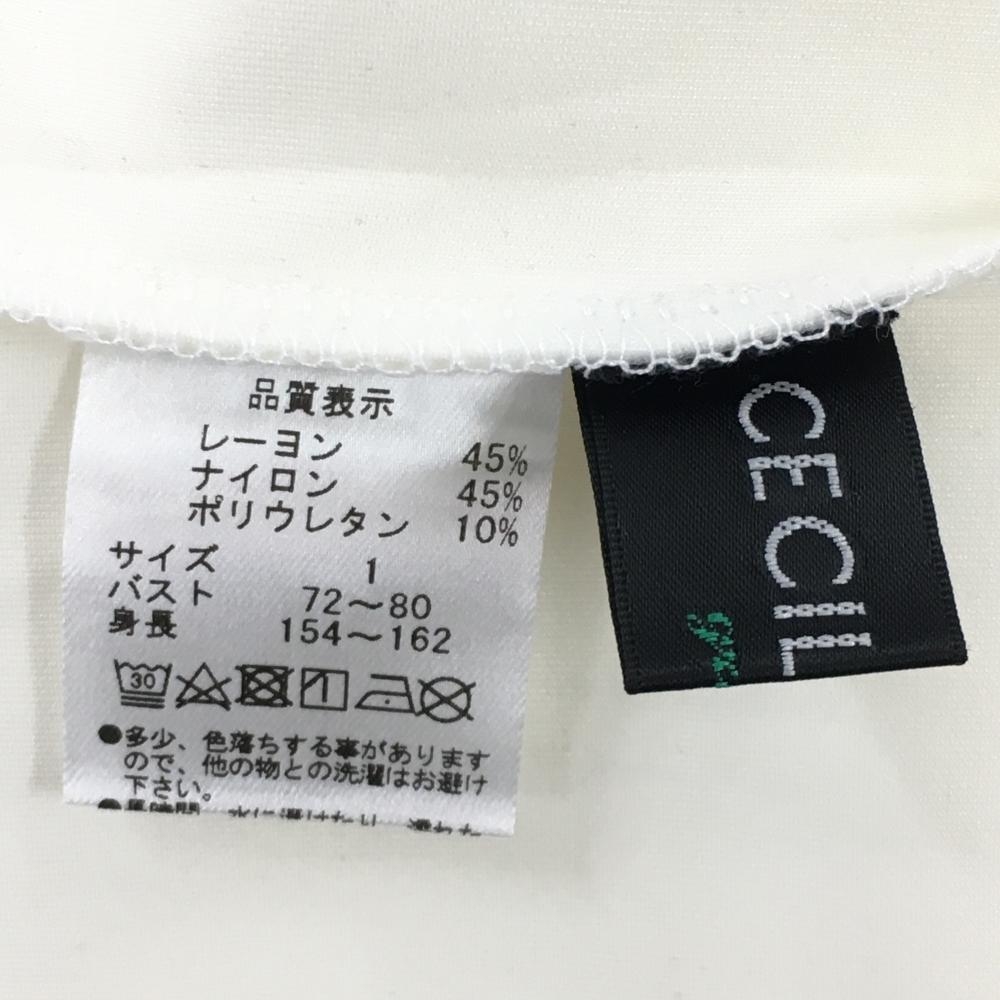 品質表示
レーヨン 45%
ナイロン 45%
ポリウレタン 10%
サイズ 1
バスト 72～80
身長 154～162
30
●多少、色落ちする事があります
ので、他の物との洗濯はお避け
下さい。
CECIL